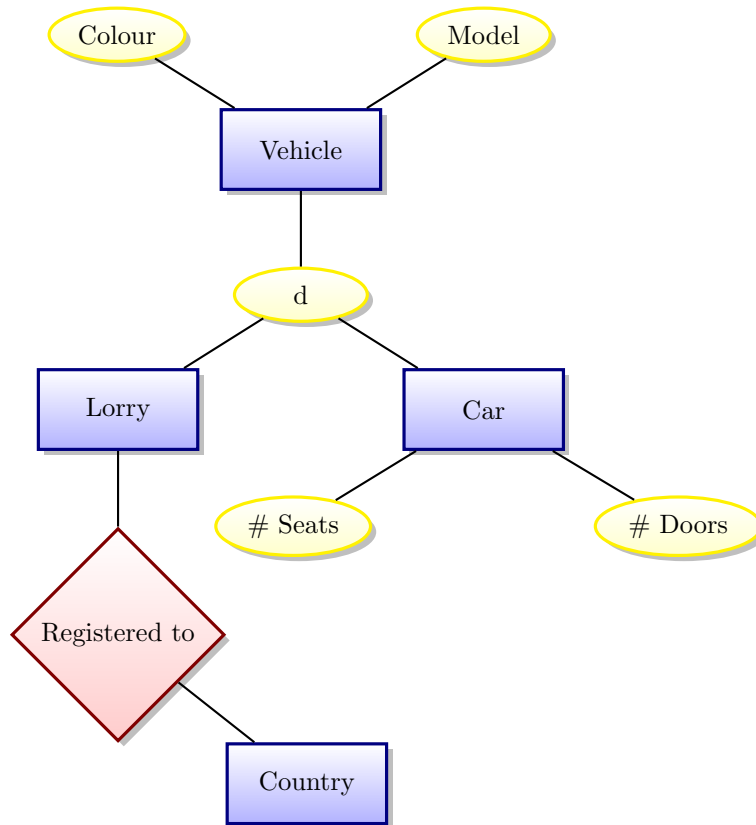 Colour
Model
Vehicle
d
Lorry
Car
# Seats
# Doors
Registered to
Country